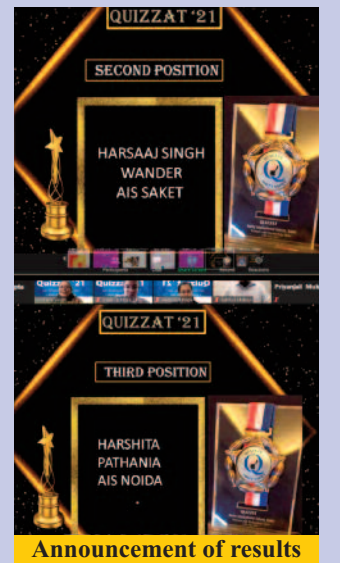 QUIZZAT '21
SECOND POSITION
HARSAAJ SINGH
WANDER
AIS SAKET
Q
Participants
QUIZZAT '21
THIRD POSITION
HARSHITA
PATHANIA
AIS NOIDA
Q
Announcement of results